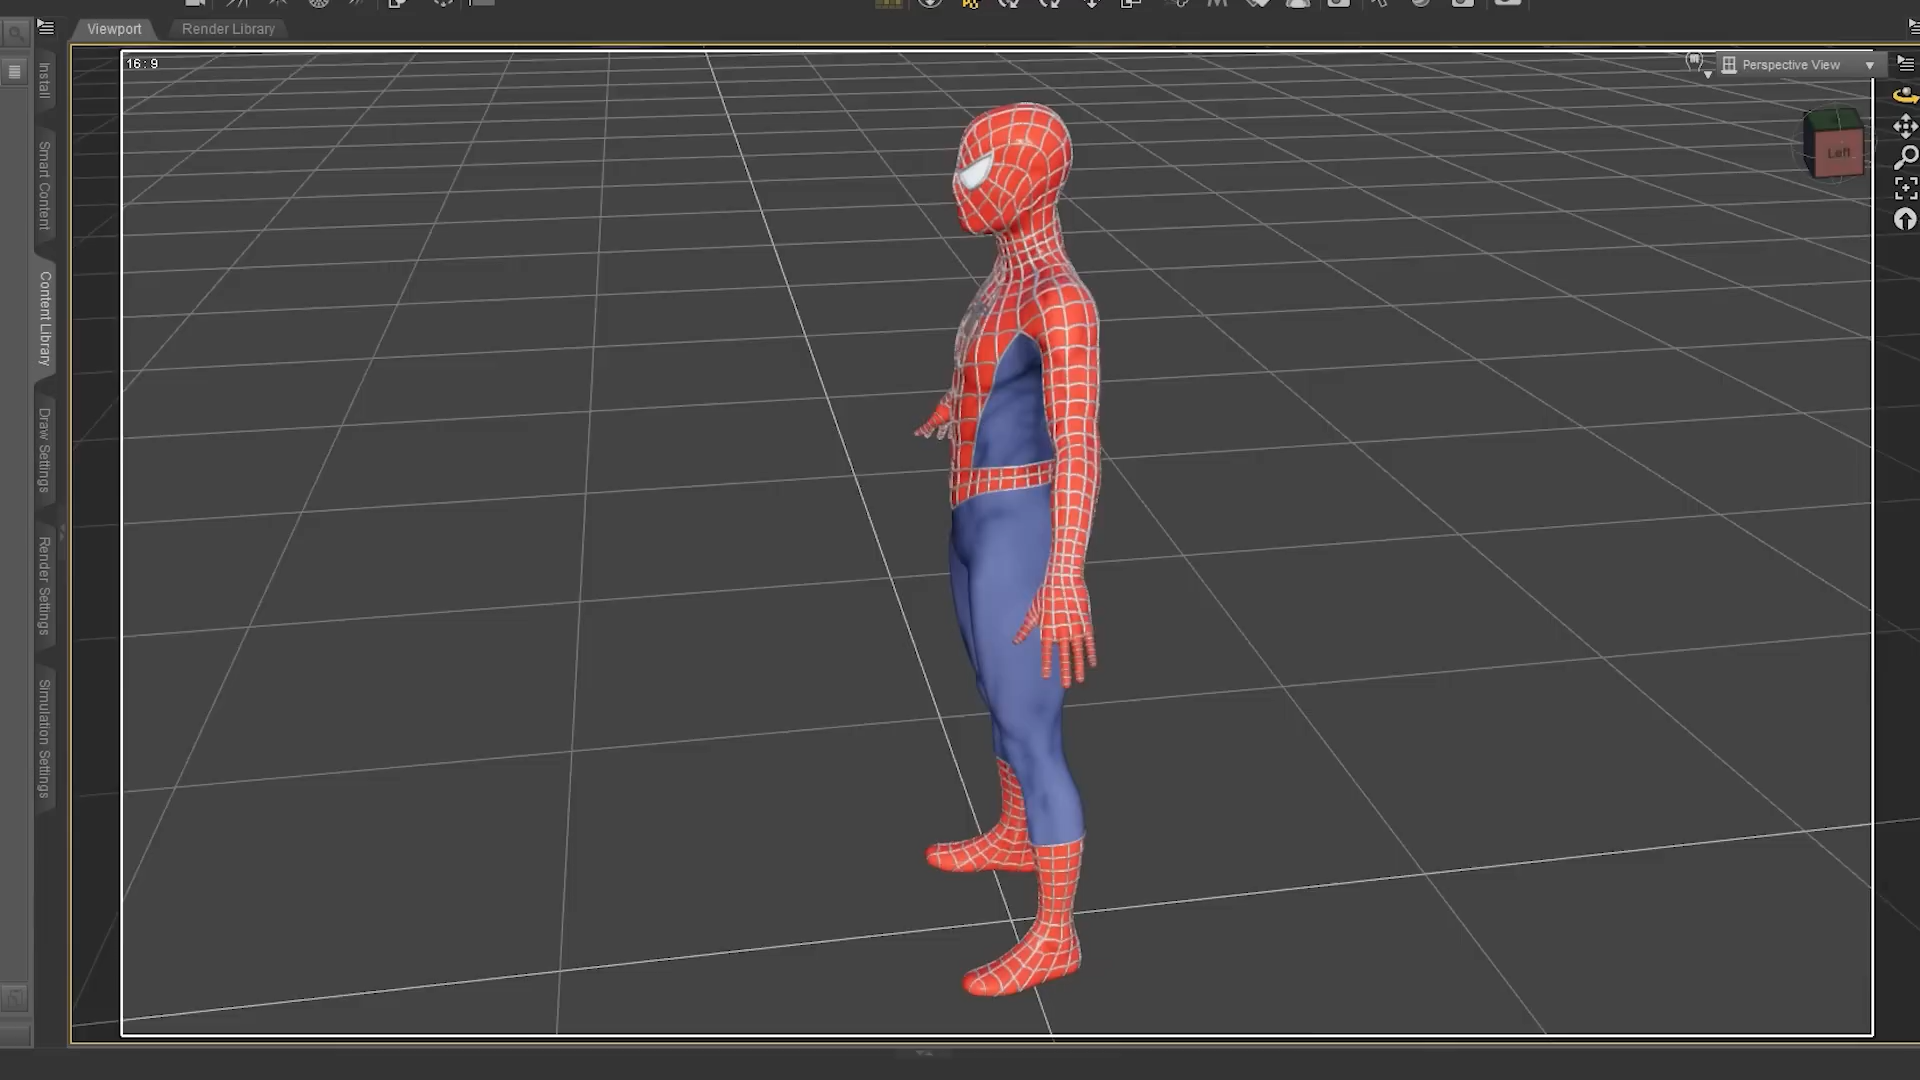 Viewport
Render Library
16 : 9
Perspective View
Left
Install
Smart Content
Content Library
Draw Settings
Render Settings
Simulation Settings